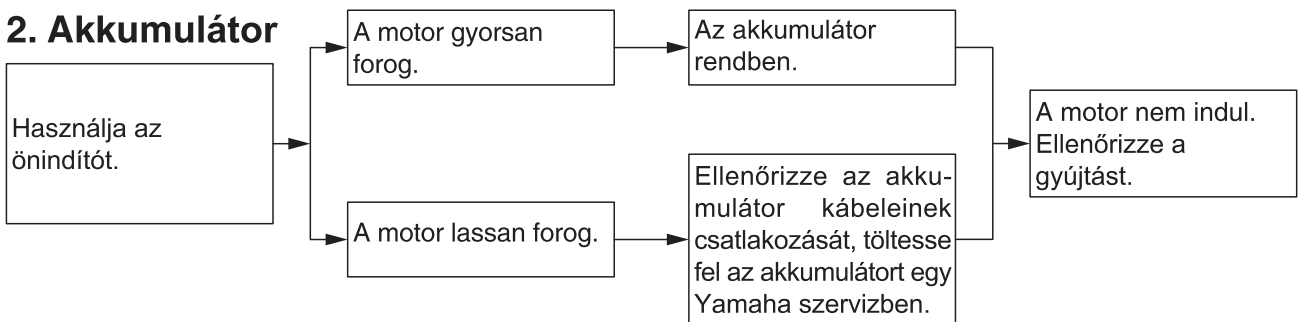 2. Akkumulátor
Használja az
önindítót.
A motor gyorsan
forog.
Az akkumulátor
rendben.
A motor lassan forog.
Ellenőrizze az akku-
mulátor kábeleinek
csatlakozását, töltesse
fel az akkumulátort egy
Yamaha szervizben.
A motor nem indul.
Ellenőrizze a
gyújtást.